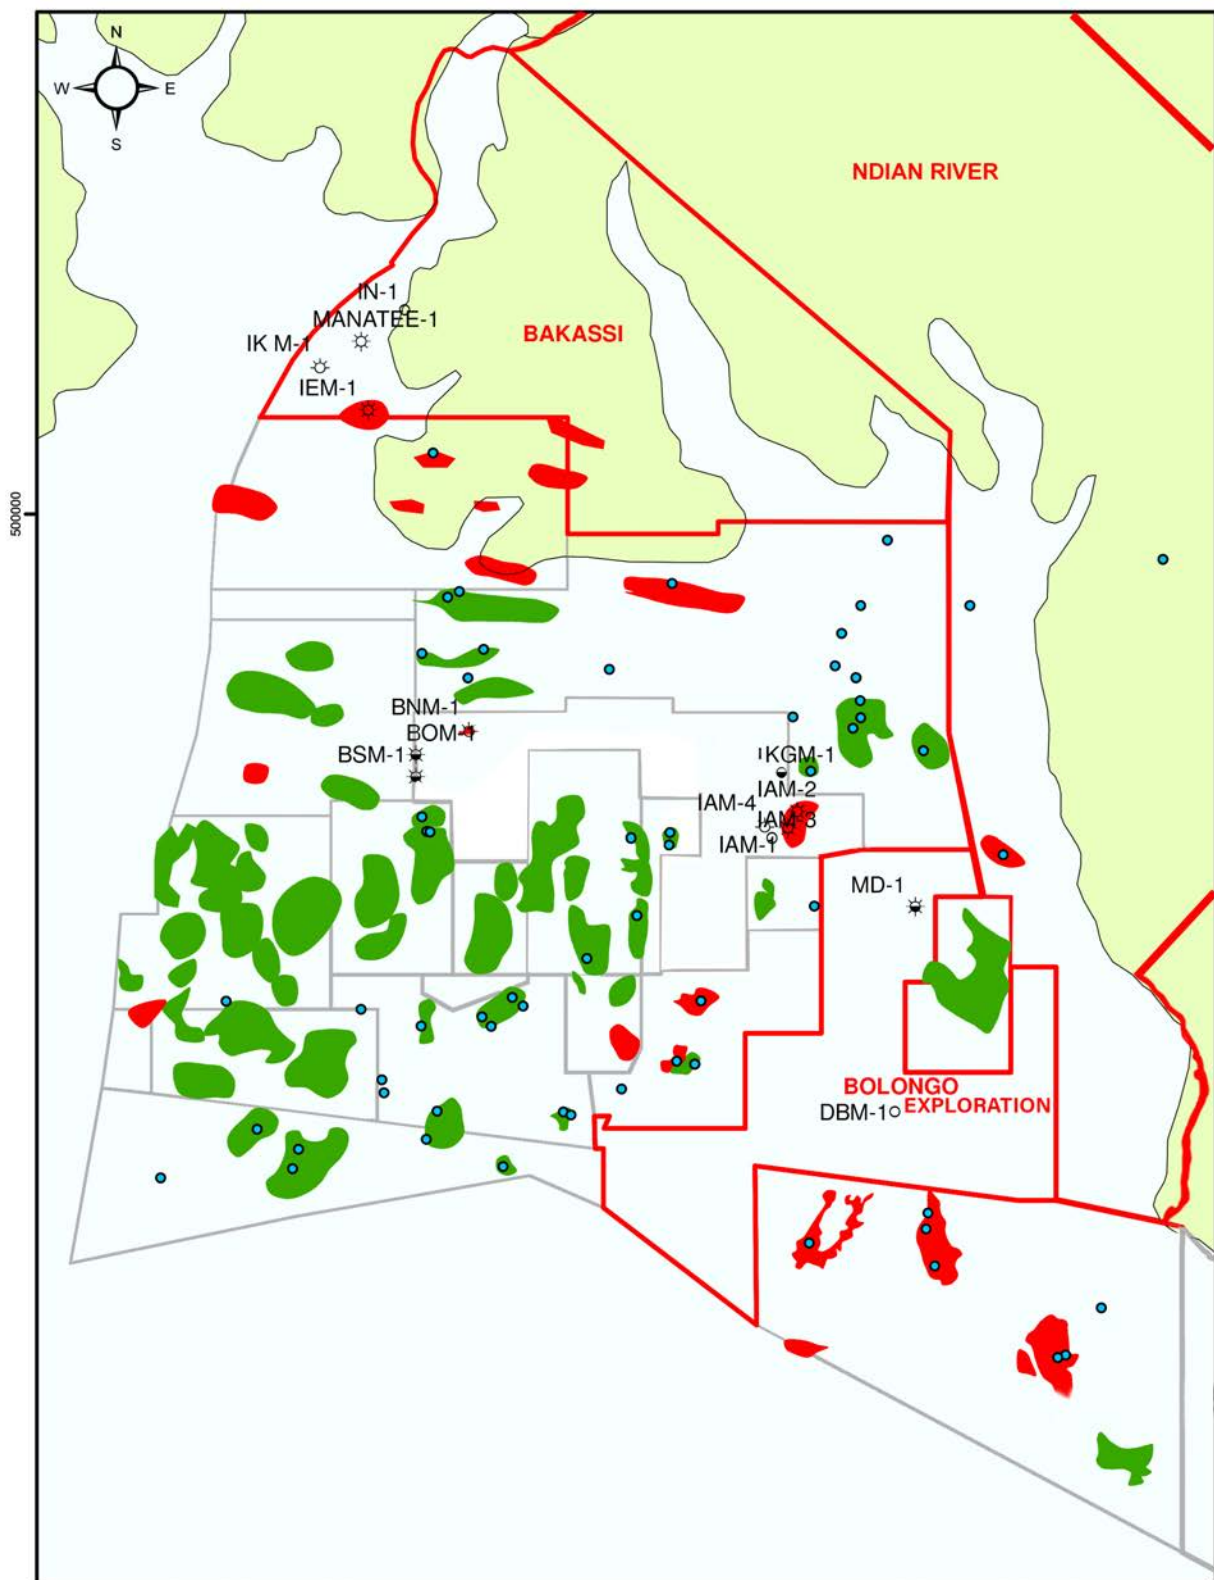 N
W
E
S
NDIAN RIVER
IN-1
MANATEE-1
BAKASSI
IK M-1
IEM-1
500000
BNM-1
BOM-1
BSM-1
IKGM-1
IAM-2
IAM-4
IAM-3
IAM-1
MD-1
BOLONGO
EXPLORATION
DBM-1